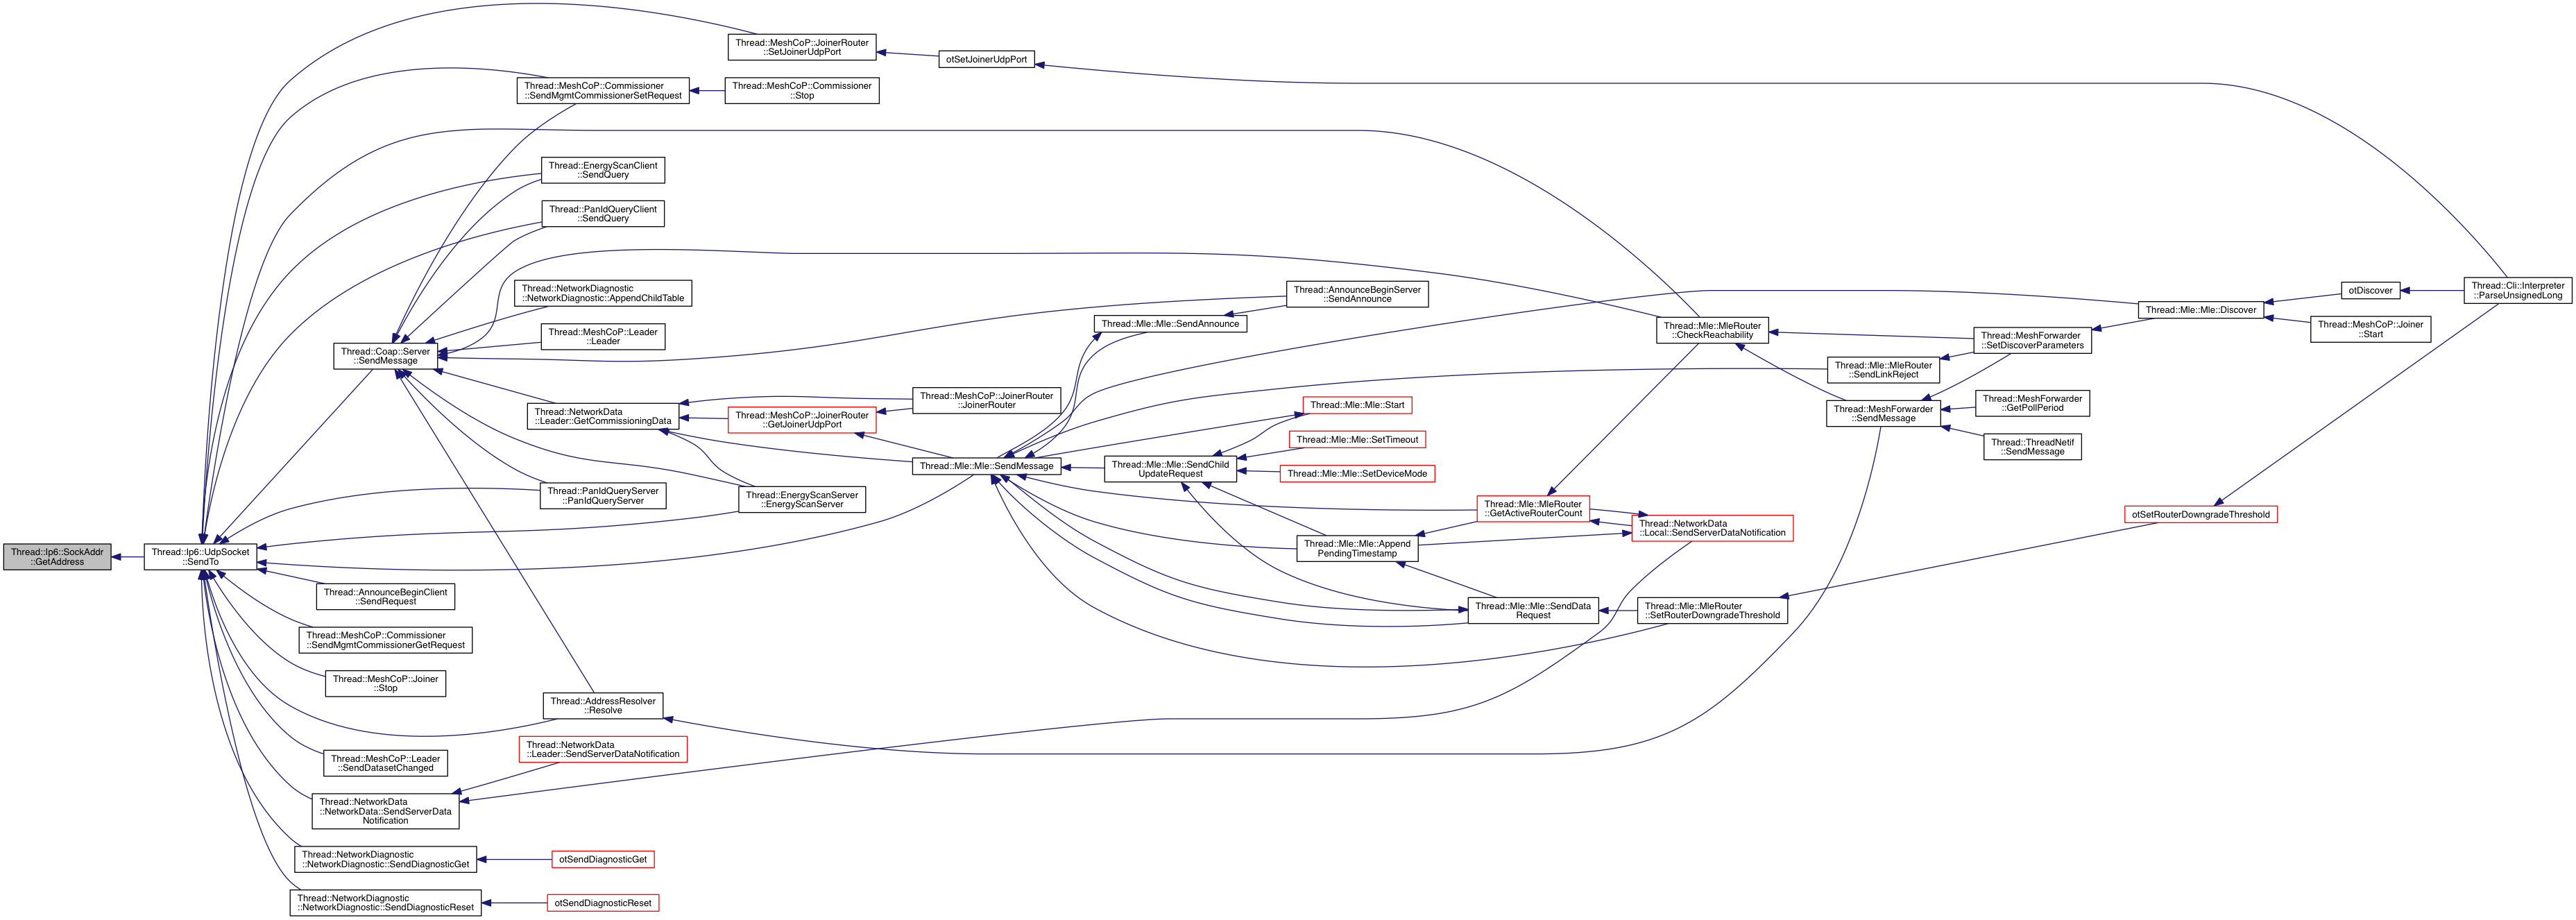 Thread::MeshCoP::JoinerRouter
::SetJoinerUdpPort
otSetJoinerUdpPort
Thread::MeshCoP::Commissioner
::SendMgmtCommissionerSetRequest
Thread::MeshCoP::Commissioner
::Stop
Thread::EnergyScanClient
::SendQuery
Thread::PanIdQueryClient
::SendQuery
Thread::NetworkDiagnostic
::NetworkDiagnostic::AppendChildTable
Thread::AnnounceBeginServer
::SendAnnounce
otDiscover
Thread::Cli::Interpreter
::ParseUnsignedLong
Thread::Mle::Mle::Discover
Thread::MeshCoP::Leader
::Leader
Thread::Mle::Mle::SendAnnounce
Thread::Mle::MleRouter
::CheckReachability
Thread::MeshForwarder
::SetDiscoverParameters
Thread::MeshCoP::Joiner
::Start
Thread::Coap::Server
::SendMessage
Thread::Mle::MleRouter
::SendLinkReject
Thread::NetworkData
::Leader::GetCommissioningData
Thread::MeshCoP::JoinerRouter
::GetJoinerUdpPort
Thread::MeshCoP::JoinerRouter
::JoinerRouter
Thread::Mle::Mle::Start
Thread::MeshForwarder
::SendMessage
Thread::MeshForwarder
::GetPollPeriod
Thread::Mle::Mle::SetTimeout
Thread::ThreadNetif
::SendMessage
Thread::Mle::Mle::SendMessage
Thread::Mle::Mle::SendChild
UpdateRequest
Thread::Mle::Mle::SetDeviceMode
Thread::PanIdQueryServer
::PanIdQueryServer
Thread::EnergyScanServer
::EnergyScanServer
Thread::Mle::MleRouter
::GetActiveRouterCount
Thread::NetworkData
::Local::SendServerDataNotification
otSetRouterDowngradeThreshold
Thread::Ip6::SockAddr
::GetAddress
Thread::Ip6::UdpSocket
::SendTo
Thread::Mle::Mle::Append
PendingTimestamp
Thread::AnnounceBeginClient
::SendRequest
Thread::Mle::Mle::SendData
Request
Thread::Mle::MleRouter
::SetRouterDowngradeThreshold
Thread::MeshCoP::Commissioner
::SendMgmtCommissionerGetRequest
Thread::MeshCoP::Joiner
::Stop
Thread::AddressResolver
::Resolve
Thread::NetworkData
::Leader::SendServerDataNotification
Thread::MeshCoP::Leader
::SendDatasetChanged
Thread::NetworkData
::NetworkData::SendServerData
Notification
Thread::NetworkDiagnostic
::NetworkDiagnostic::SendDiagnosticGet
otSendDiagnosticGet
Thread::NetworkDiagnostic
::NetworkDiagnostic::SendDiagnosticReset
otSendDiagnosticReset